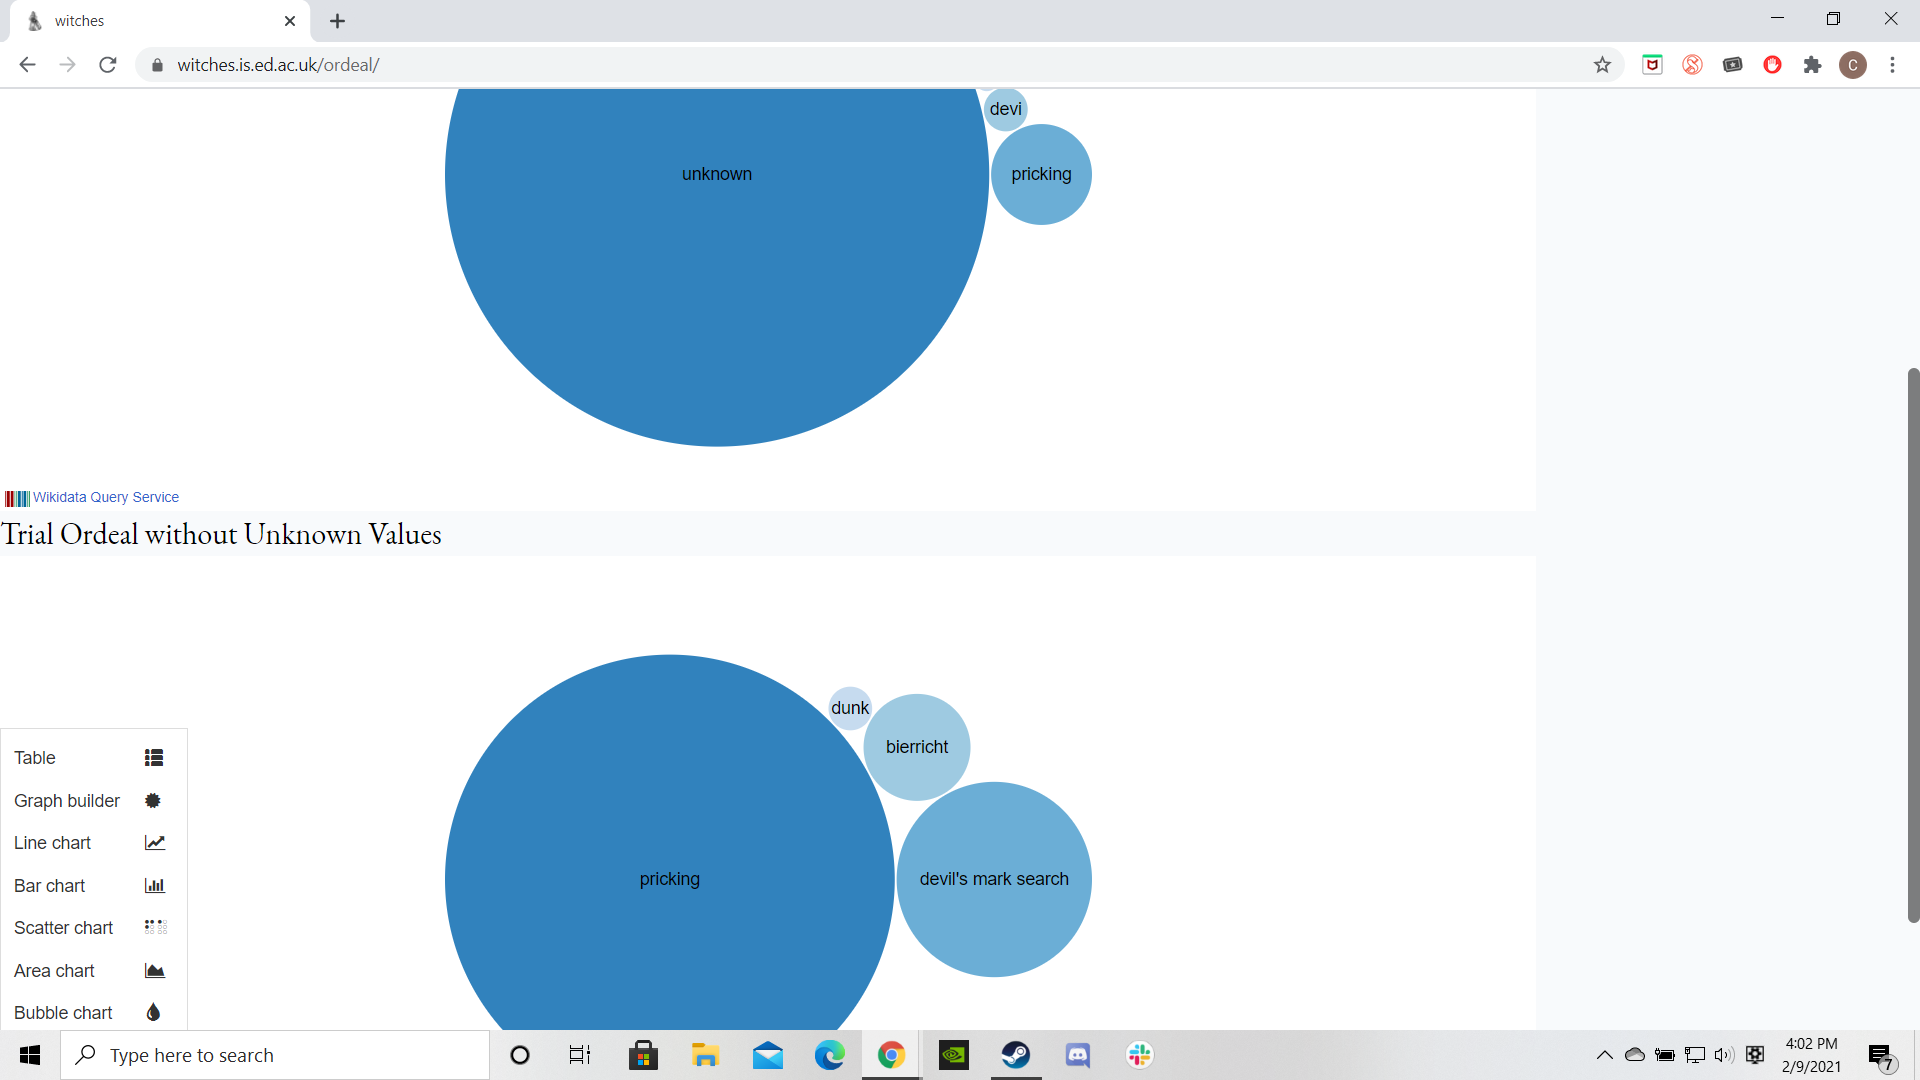 witches
witches.is.ed.ac.uk/ordeal/
C
devi
unknown
pricking
Wikidata Query Service
Trial Ordeal without Unknown Values
dunk
bierricht
Table
Graph builder
Line chart
pricking
devil's mark search
Bar chart
Scatter chart
Area chart
Bubble chart
Type here to search
4:02 PM
2/9/2021
7